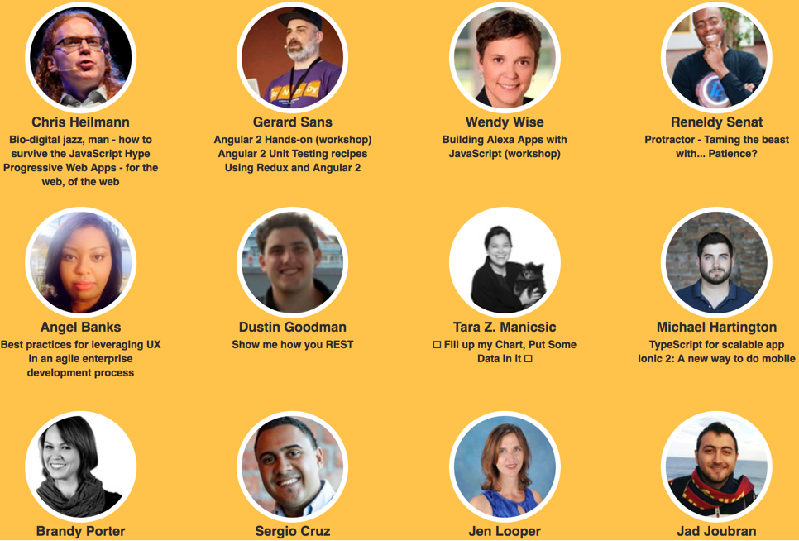 Chris Heilmann
Bio-digital jazz, man - how to
survive the JavaScript Hype
Progressive Web Apps - for the
web, of the web
Gerard Sans
Angular 2 Hands-on (workshop)
Angular 2 Unit Testing recipes
Using Redux and Angular 2
Wendy Wise
Building Alexa Apps with
JavaScript (workshop)
Reneldy Senat
Protractor - Taming the beast
with... Patience?
Angel Banks
Best practices for leveraging UX
in an agile enterprise
development process
Dustin Goodman
Show me how you REST
Tara Z. Manicsic
□ Fill up my Chart, Put Some
Data in It □
Michael Hartington
TypeScript for scalable app
Ionic 2: A new way to do mobile
Brandy Porter
Sergio Cruz
Jen Looper
Jad Joubran